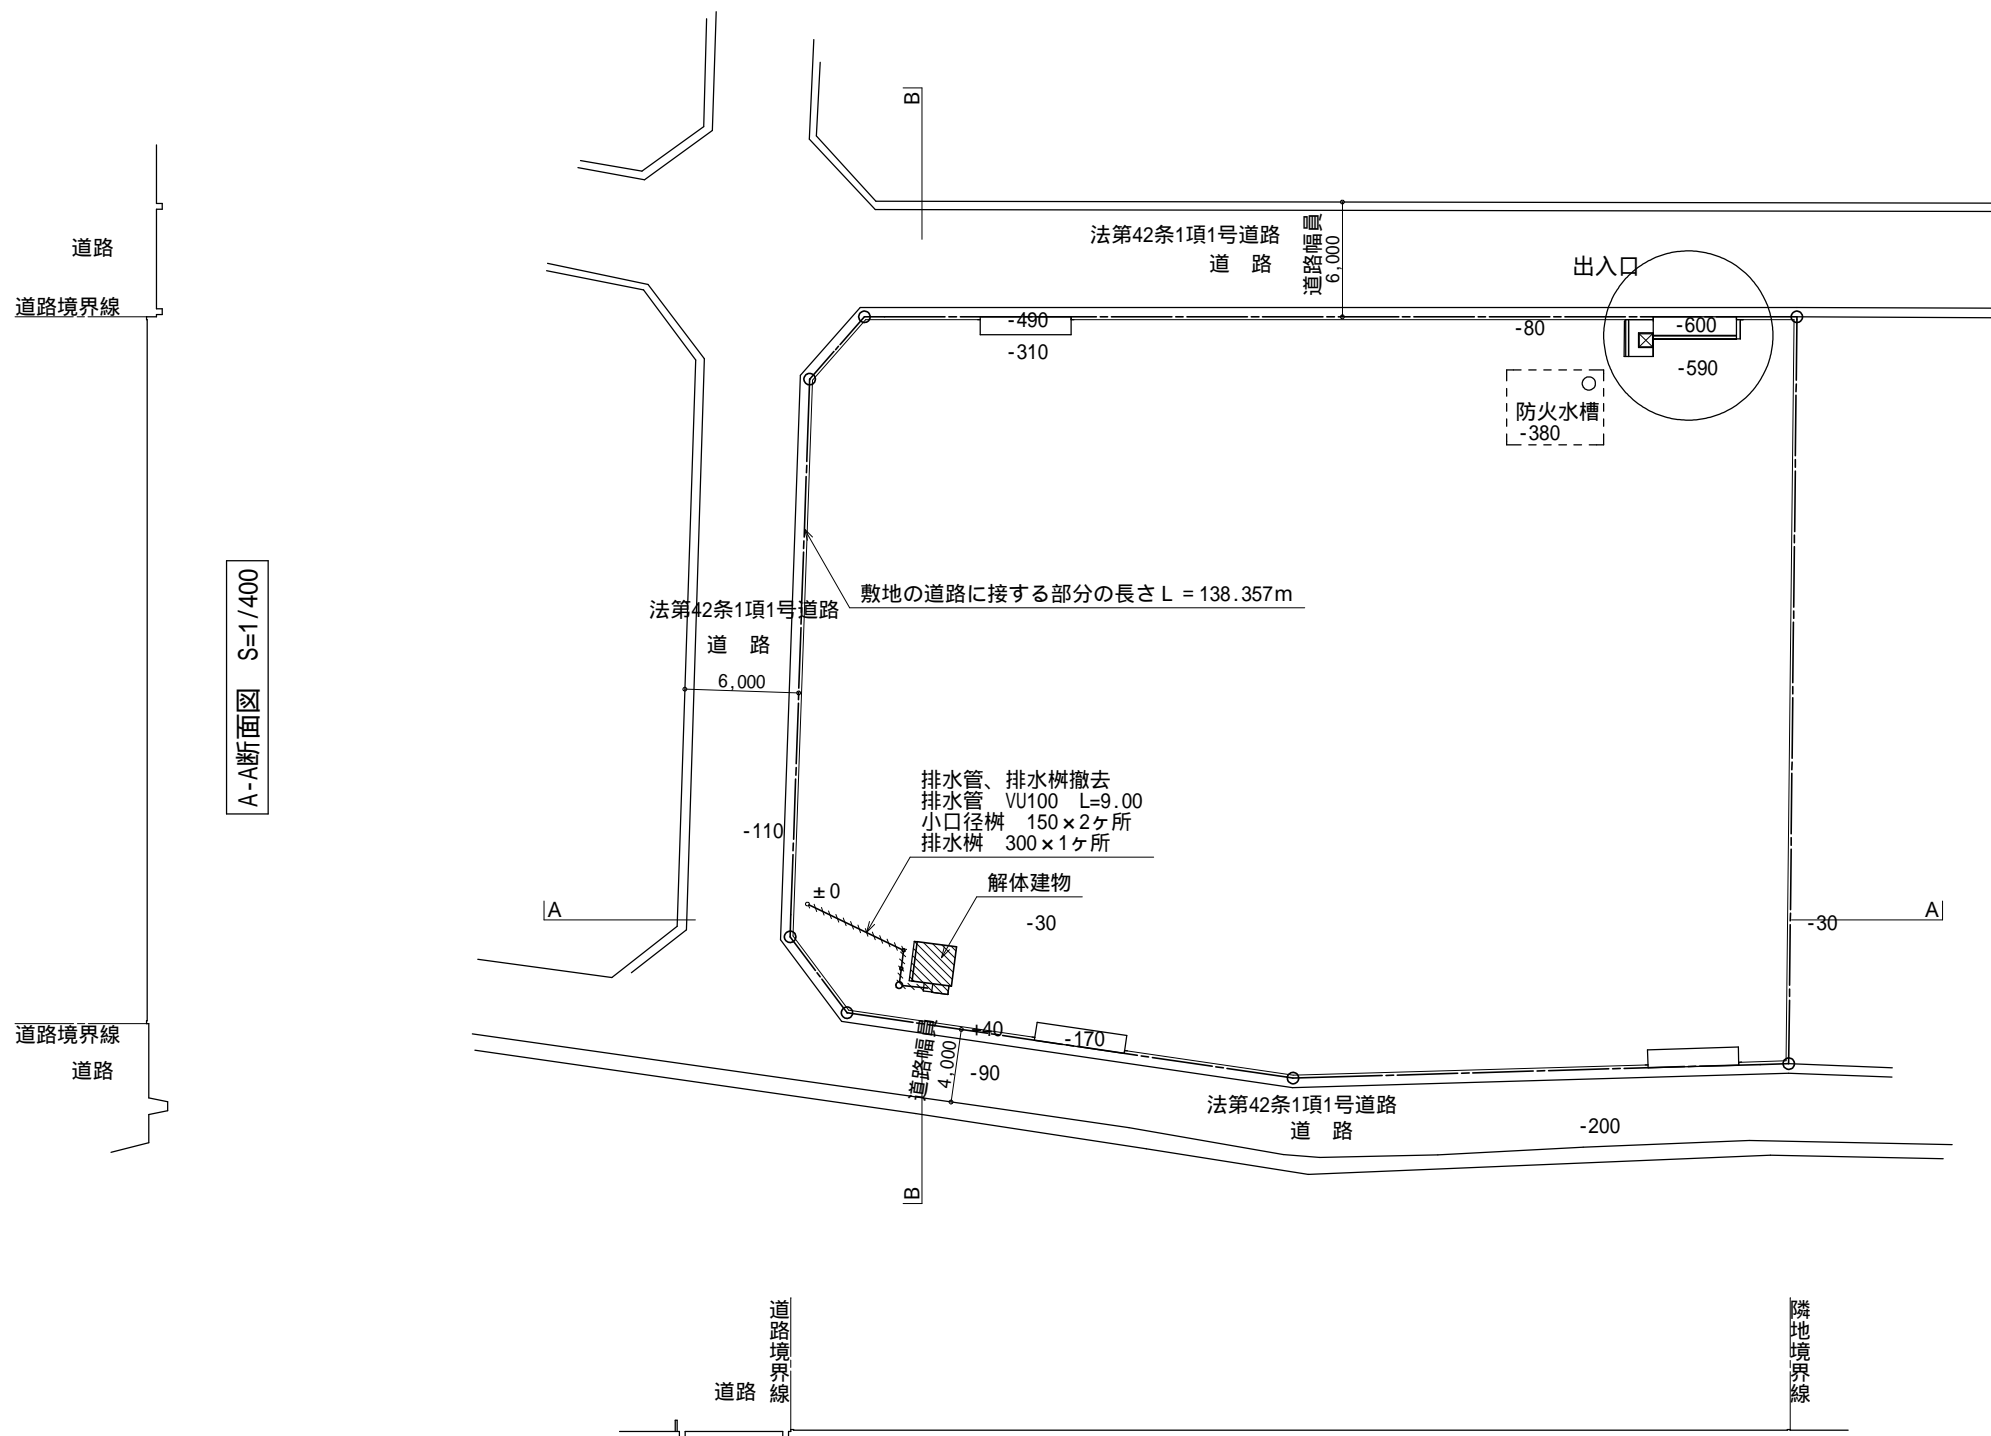 B
道路
法第42条1項1号道路
道 路
道路幅員
6,000
出入口
道路境界線
-490
-310
-80
-600
-590
防火水槽
-380
A-A断面図 S=1/400
敷地の道路に接する部分の長さL =138.357m
法第42条1項1号道路
道 路
6,000
排水管、排水桝撤去
排水管 VU100 L=9.00
小口径桝 150×2ケ所
排水桝 300×1ケ所
-110
解体建物
±0
A
-30
-30
A
道路境界線
道路
+40
-170
道路幅員
4,000
-90
法第42条1項1号道路
道 路
-200
B
道路境界線
隣地境界線
道路